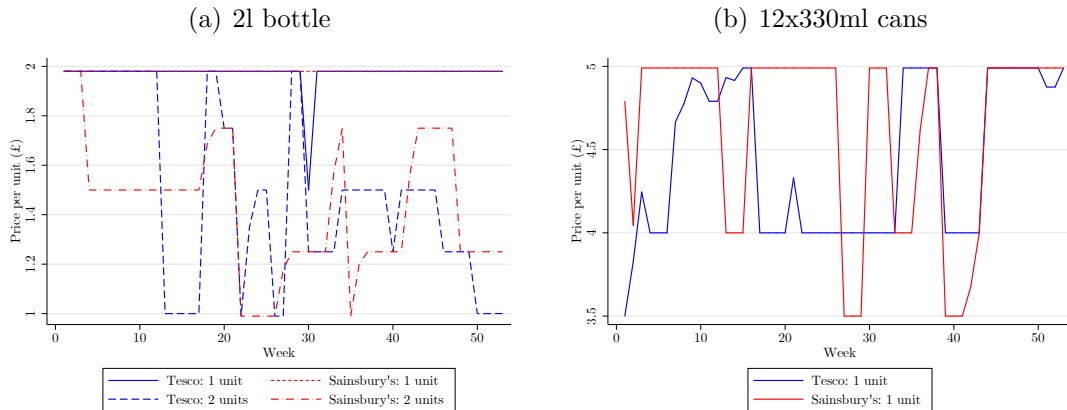 (a) 2l bottle
Price per unit (£)
2
1.8
1.6
1.4
1.2
1
0 10 20 30 40 50
Week
Tesco: 1 unit Sainsbury's: 1 unit
Tesco: 2 units Sainsbury's: 2 units
(b) 12x330ml cans
Price per unit (£)
5
4.5
4
3.5
0 10 20 30 40 50
Week
Tesco: 1 unit
Sainsbury's: 1 unit